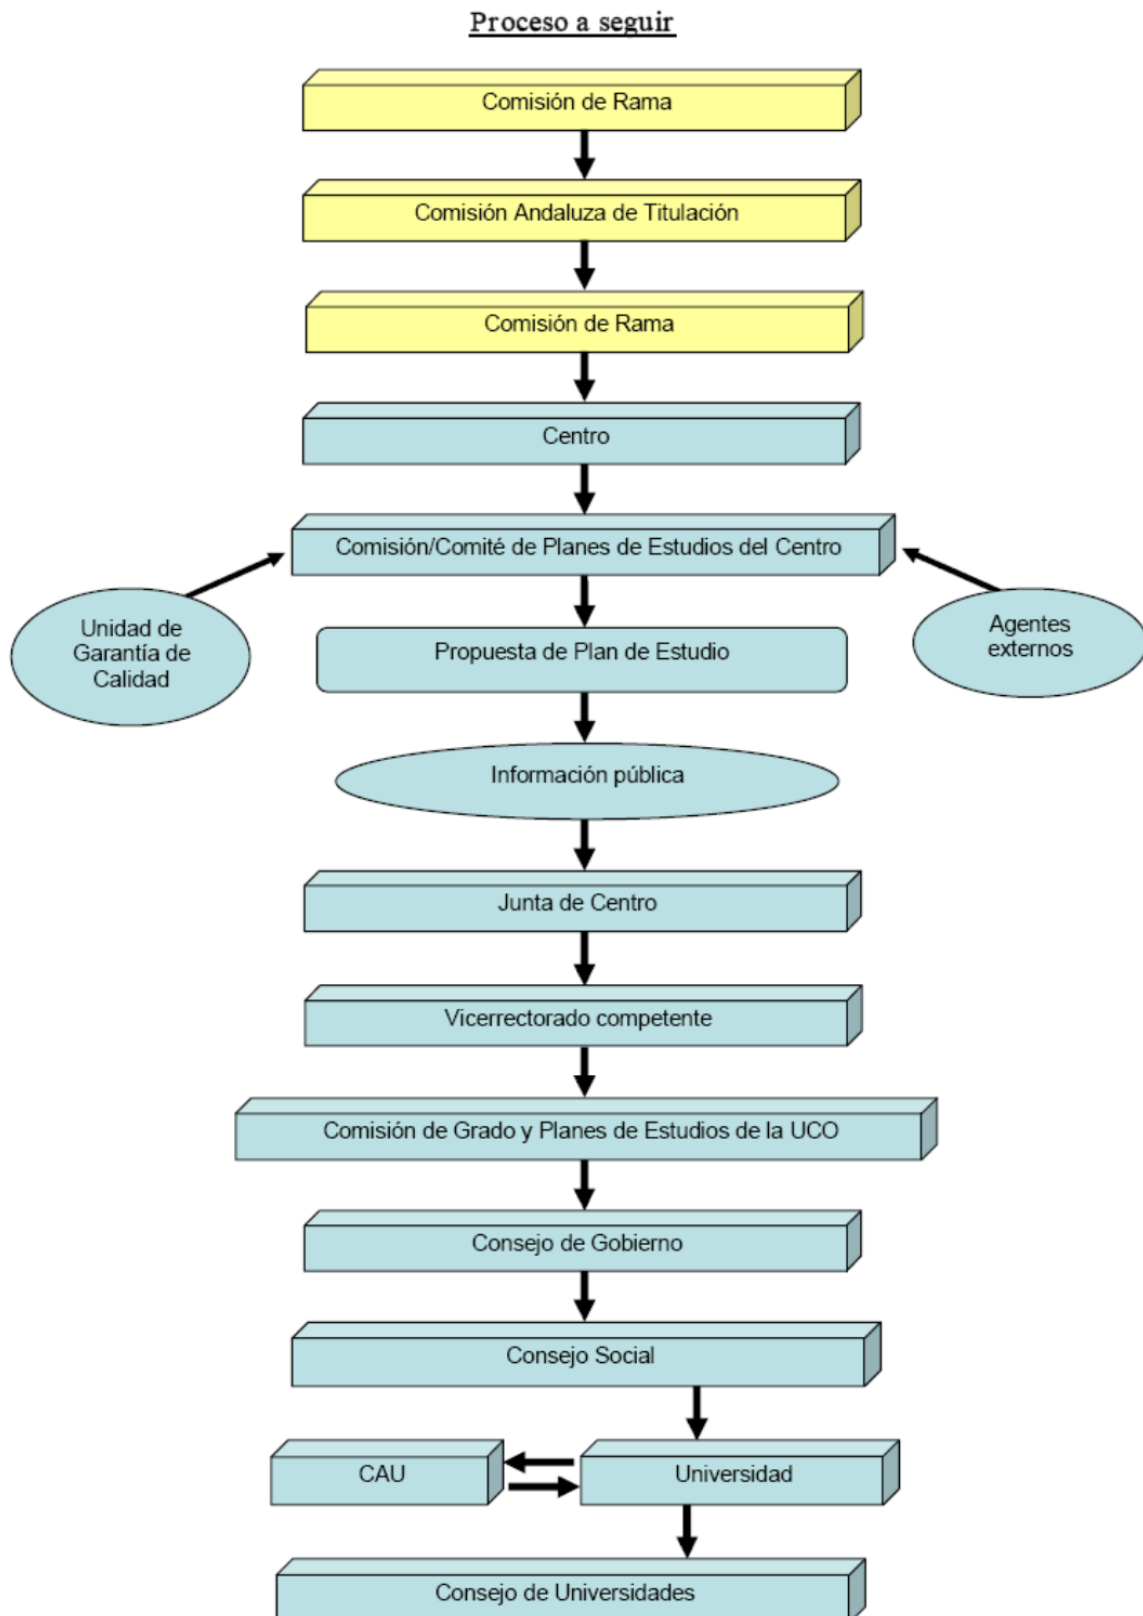 Proceso a seguir
Comisión de Rama
Comisión Andaluza de Titulación
Comisión de Rama
Centro
Comisión/Comité de Planes de Estudios del Centro
Unidad de
Garantía de
Calidad
Agentes
externos
Propuesta de Plan de Estudio
Información pública
Junta de Centro
Vicerrectorado competente
Comisión de Grado y Planes de Estudios de la UCO
Consejo de Gobierno
Consejo Social
CAU
Universidad
Consejo de Universidades